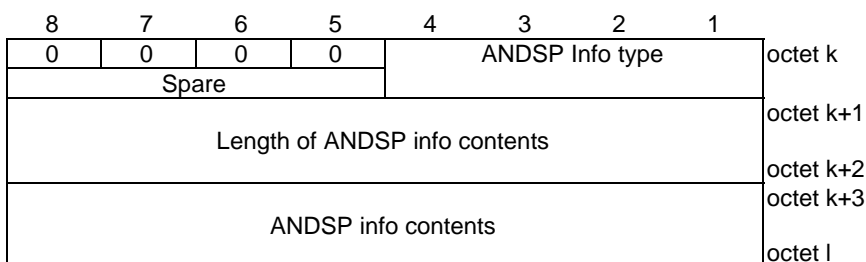 8 7 6 5 4 3 2 1
0 0 0 0 ANDSP Info type octet k
Spare
octet k+1
Length of ANDSP info contents
octet k+2
octet k+3
ANDSP info contents
octet l